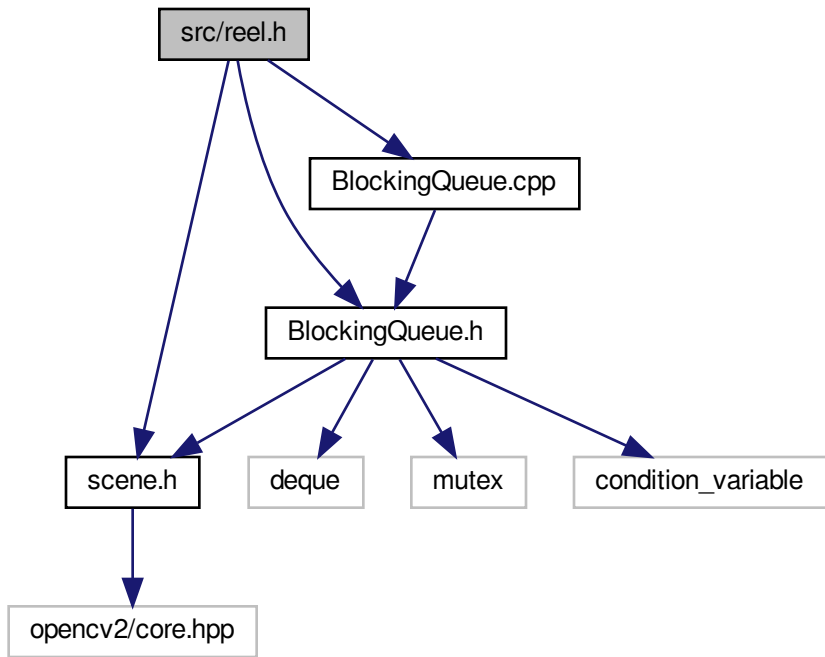 src/reel.h
BlockingQueue.cpp
BlockingQueue.h
scene.h
deque
mutex
condition_variable
opencv2/core.hpp